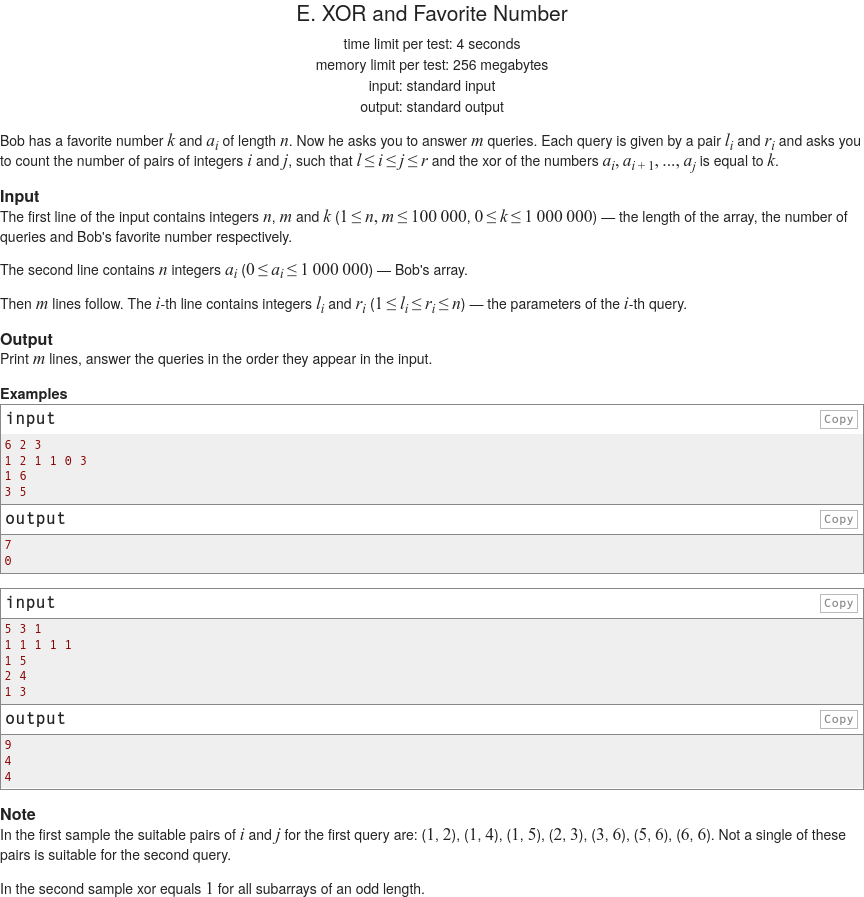 E. XOR and Favorite Number
time limit per test: 4 seconds
memory limit per test: 256 megabytes
input: standard input
output: standard output
Bob has a favorite number k and a_i of length n. Now he asks you to answer m queries. Each query is given by a pair l_i and r_i and asks you
to count the number of pairs of integers i and j, such that l ≤ i ≤ j ≤ r and the xor of the numbers a_i, a_{i + 1}, ..., a_j is equal to k.
Input
The first line of the input contains integers n, m and k (1 ≤ n, m ≤ 100 000, 0 ≤ k ≤ 1 000 000) — the length of the array, the number of
queries and Bob's favorite number respectively.
The second line contains n integers a_i (0 ≤ a_i ≤ 1 000 000) — Bob's array.
Then m lines follow. The i-th line contains integers l_i and r_i (1 ≤ l_i ≤ r_i ≤ n) — the parameters of the i-th query.
Output
Print m lines, answer the queries in the order they appear in the input.
Examples
input Copy
6 2 3
1 2 1 1 0 3
1 6
3 5
output Copy
7
0
input Copy
5 3 1
1 1 1 1 1
1 5
2 4
1 3
output Copy
9
4
4
Note
In the first sample the suitable pairs of i and j for the first query are: (1, 2), (1, 4), (1, 5), (2, 3), (3, 6), (5, 6), (6, 6). Not a single of these
pairs is suitable for the second query.
In the second sample xor equals 1 for all subarrays of an odd length.